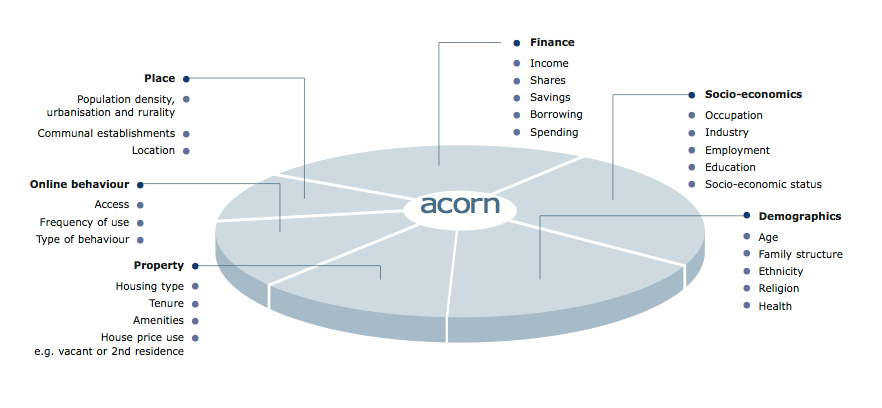 Finance
Income
Shares
Savings
Borrowing
Spending
Place
Population density,
urbanisation and rurality
Communal establishments
Location
Socio-economics
Occupation
Industry
Employment
Education
Socio-economic status
Online behaviour
Access
Frequency of use
Type of behaviour
acorn
Demographics
Age
Family structure
Ethnicity
Religion
Health
Property
Housing type
Tenure
Amenities
House price use
e.g. vacant or 2nd residence